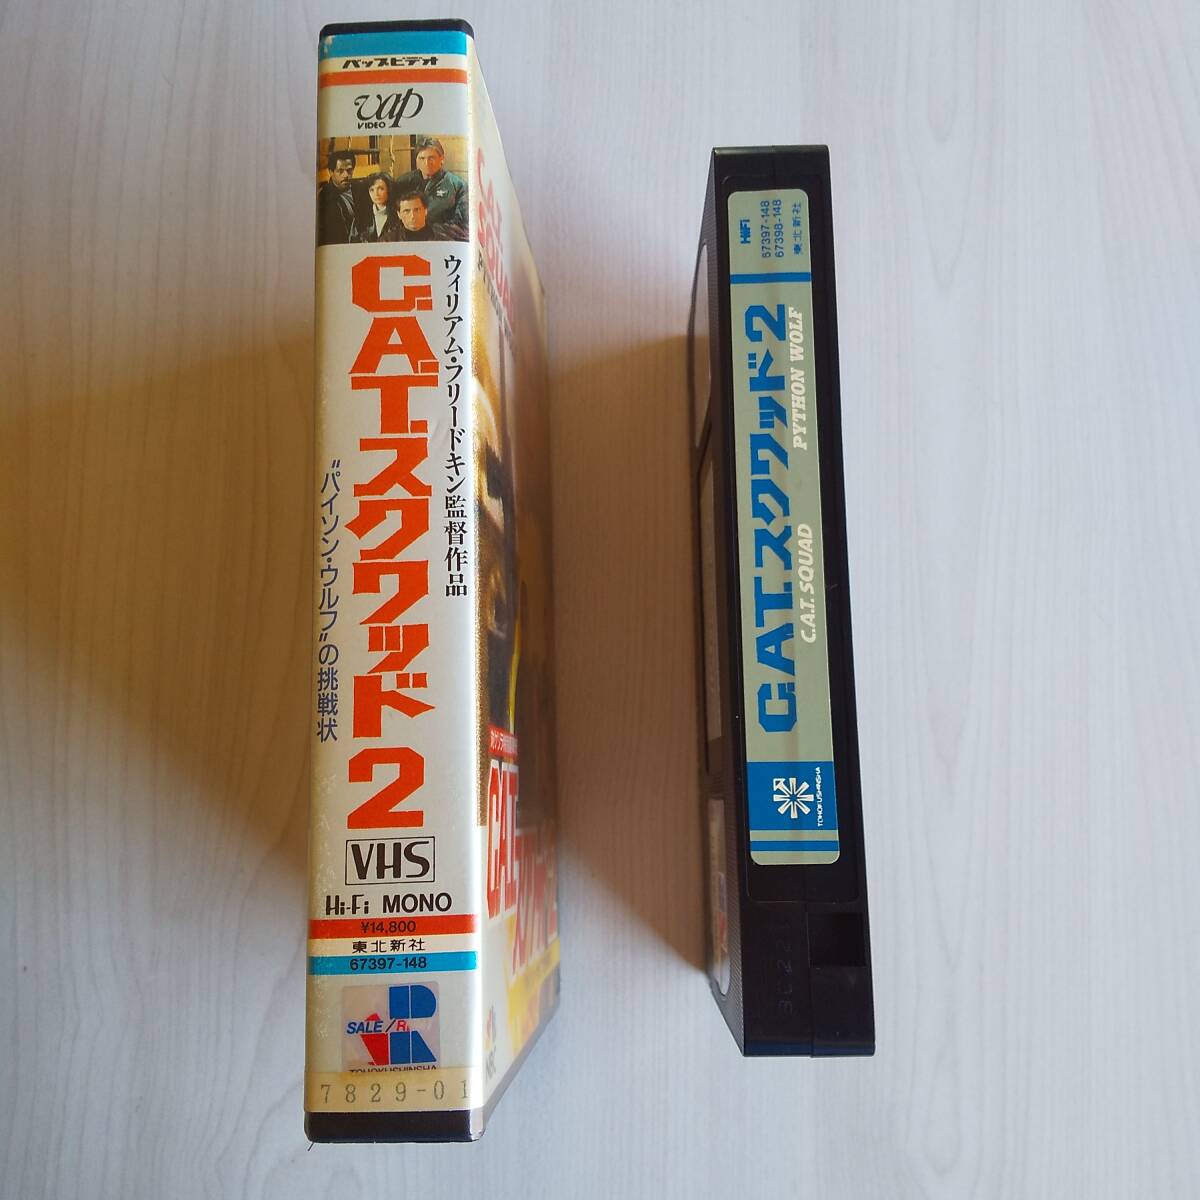 バップビデオ
vap
VIDEO
ウィリアム・フリードキン監督作品
C.A.T.スクワッド2
"パイソン・ウルフ"の挑戦状
VHS
Hi-Fi MONO
¥14,800
東北新社
67397-148
SALE/R
TOHOKUSHINSHA
7829-01
C.A.T.
HiFi
67397-148
67398-148
東北新社
C.A.T.スクワッド2
C.A.T. SQUAD PYTHON WOLF
TOHOKUSHINSHA